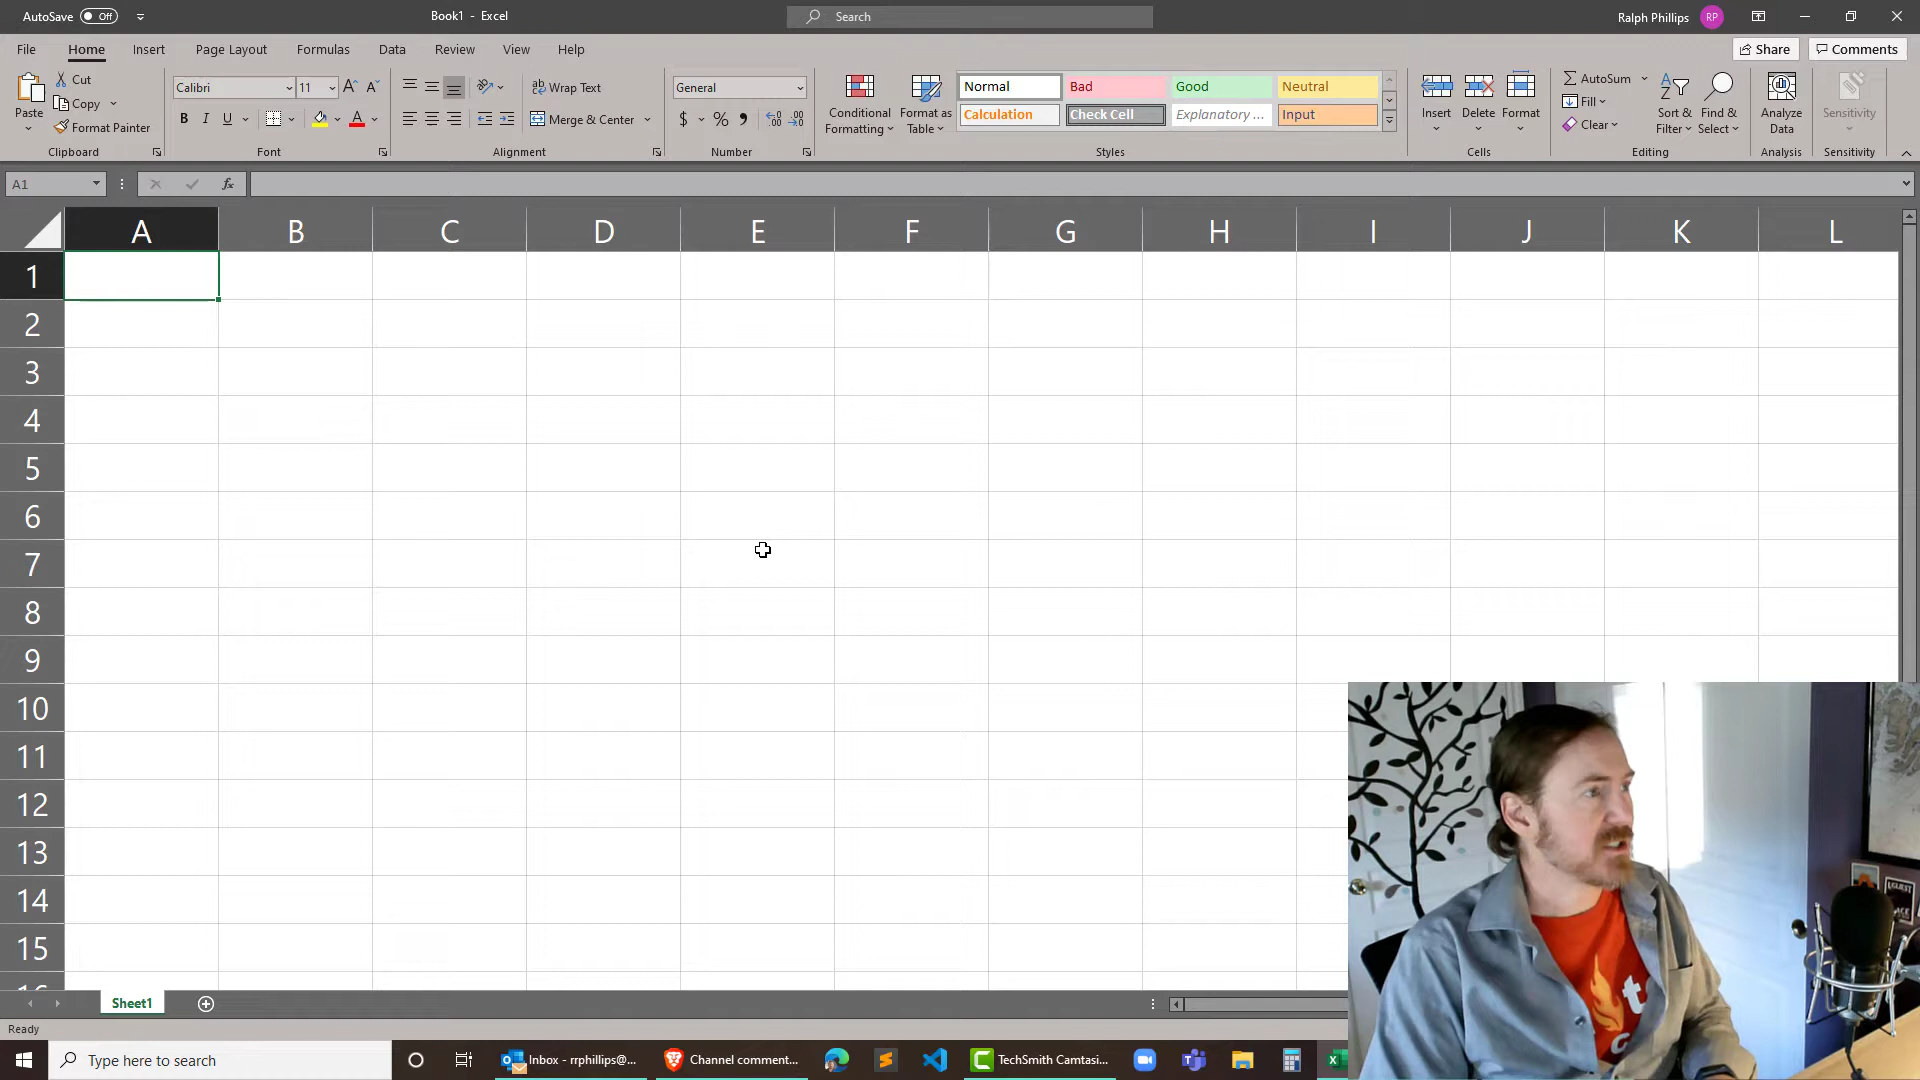 AutoSave Off Book1 - Excel Search Ralph Phillips RP
File Home Insert Page Layout Formulas Data Review View Help Share Comments
Cut
Copy
Format Painter
Paste
Clipboard
Calibri 11 A A
B I U A
Font
Wrap Text
Merge & Center
Alignment
General
$ % 9
Number
Conditional Formatting
Format as Table
Normal Bad Good Neutral
Calculation Check Cell Explanatory ... Input
Styles
Insert Delete Format
Cells
AutoSum
Fill
Clear
Sort & Filter
Find & Select
Editing
Analyze Data
Analysis
Sensitivity
Sensitivity
A1 fx
A B C D E F G H I J K L
1
2
3
4
5
6
7
8
9
10
11
12
13
14
15
16
Sheet1
Ready
Type here to search Inbox - rrphillips@... Channel comment... TechSmith Camtasi...